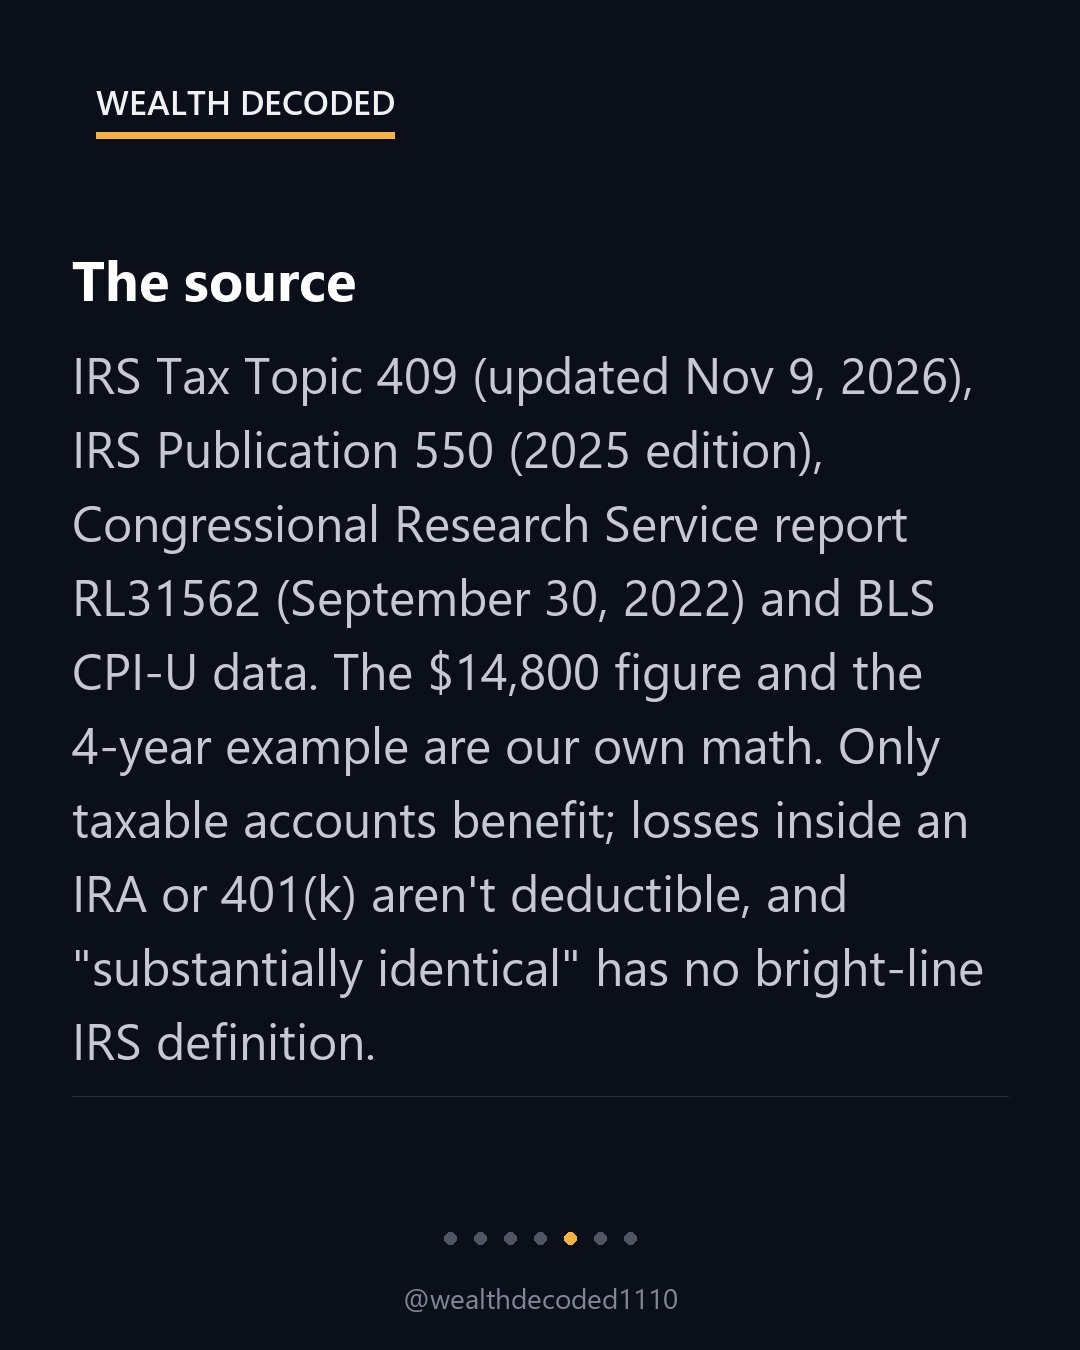 WEALTH DECODED
The source
IRS Tax Topic 409 (updated Nov 9, 2026),
IRS Publication 550 (2025 edition),
Congressional Research Service report
RL31562 (September 30, 2022) and BLS
CPI-U data. The $14,800 figure and the
4-year example are our own math. Only
taxable accounts benefit; losses inside an
IRA or 401(k) aren't deductible, and
"substantially identical" has no bright-line
IRS definition.
@wealthdecoded1110